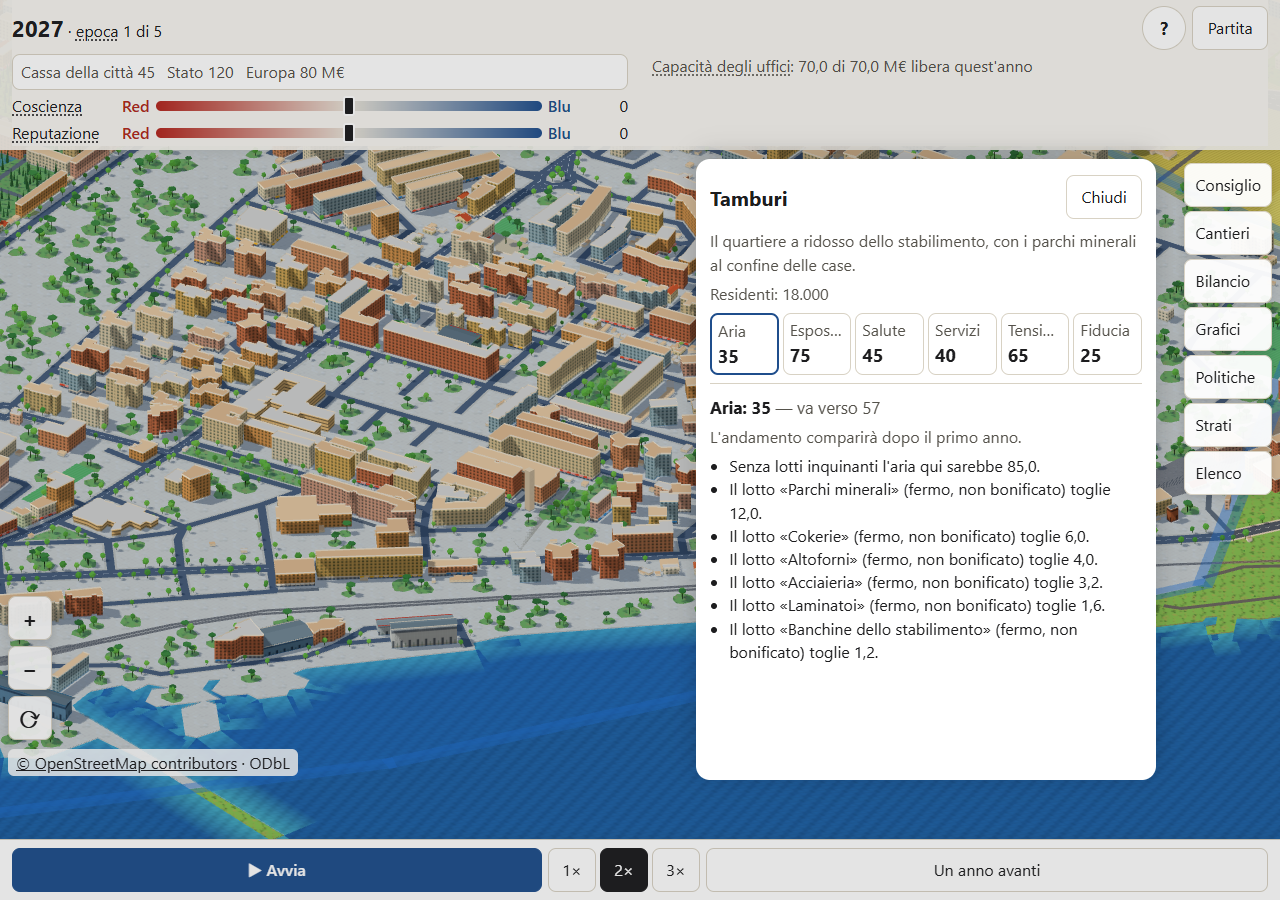 2027 · epoca 1 di 5
?
Partita
Cassa della città 45 Stato 120 Europa 80 M€
Capacità degli uffici: 70,0 di 70,0 M€ libera quest'anno
Coscienza Red Blu 0
Reputazione Red Blu 0
Tamburi
Chiudi
Il quartiere a ridosso dello stabilimento, con i parchi minerali
al confine delle case.
Residenti: 18.000
Aria Espos... Salute Servizi Tensi... Fiducia
35 75 45 40 65 25
Aria: 35 — va verso 57
L'andamento comparirà dopo il primo anno.
• Senza lotti inquinanti l'aria qui sarebbe 85,0.
• Il lotto «Parchi minerali» (fermo, non bonificato) toglie
12,0.
• Il lotto «Cokerie» (fermo, non bonificato) toglie 6,0.
• Il lotto «Altoforni» (fermo, non bonificato) toglie 4,0.
• Il lotto «Acciaieria» (fermo, non bonificato) toglie 3,2.
• Il lotto «Laminatoi» (fermo, non bonificato) toglie 1,6.
• Il lotto «Banchine dello stabilimento» (fermo, non
bonificato) toglie 1,2.
Consiglio
Cantieri
Bilancio
Grafici
Politiche
Strati
Elenco
+
−
⟳
© OpenStreetMap contributors · ODbL
▶ Avvia
1×
2×
3×
Un anno avanti